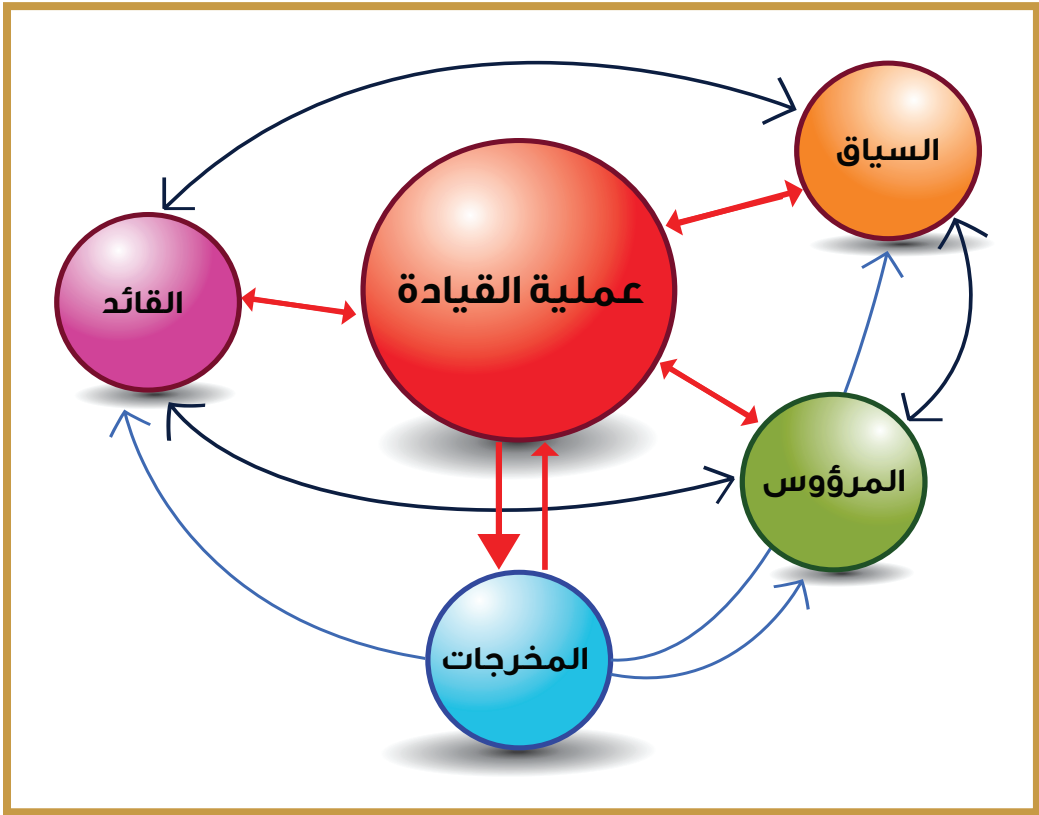 السياق
عملية القيادة
القائد
المرؤوس
المخرجات